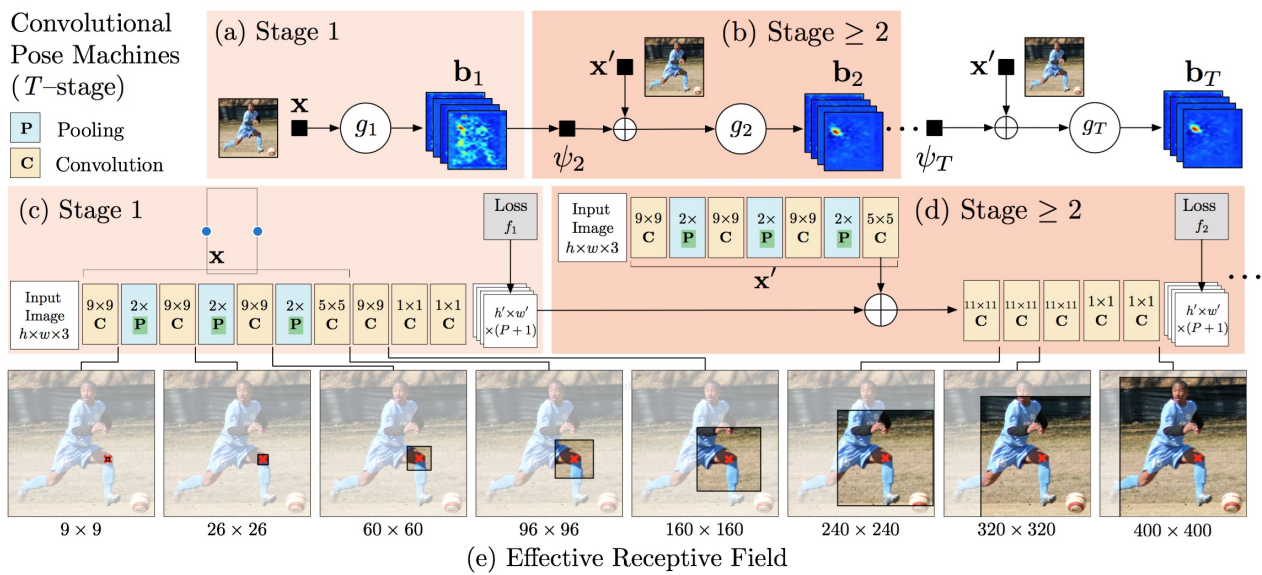 Convolutional
Pose Machines
(T–stage)
P Pooling
C Convolution
(a) Stage 1
x
g₁
b₁
(b) Stage ≥ 2
x′
ψ₂
g₂
b₂
x′
ψ_T
g_T
b_T
(c) Stage 1
x
Input
Image
h×w×3
9×9 C
2× P
9×9 C
2× P
9×9 C
2× P
5×5 C
9×9 C
1×1 C
1×1 C
Loss
f₁
h′×w′
×(P+1)
(d) Stage ≥ 2
Input
Image
h×w×3
9×9 C
2× P
9×9 C
2× P
9×9 C
2× P
5×5 C
x′
11×11 C
11×11 C
11×11 C
1×1 C
1×1 C
Loss
f₂
h′×w′
×(P+1)
9 × 9
26 × 26
60 × 60
96 × 96
160 × 160
240 × 240
320 × 320
400 × 400
(e) Effective Receptive Field